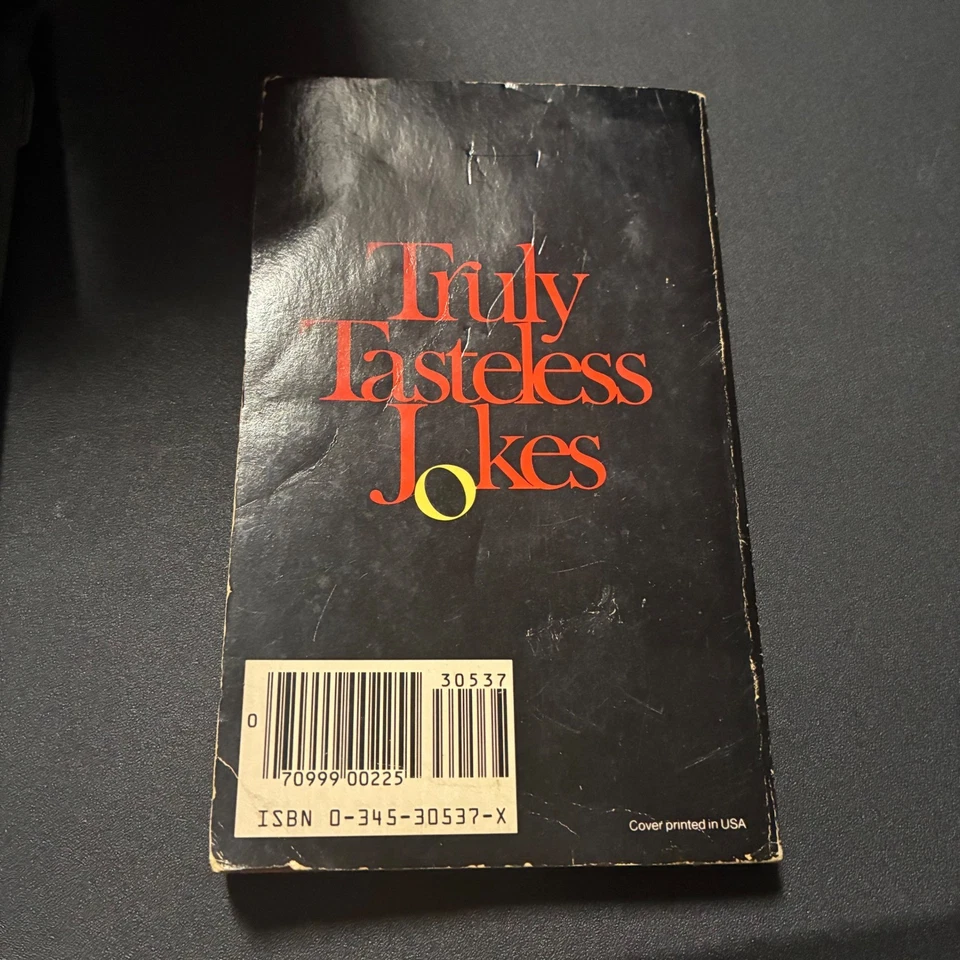 Truly
Tasteless
Jokes
30537
0
70999 00225
ISBN 0-345-30537-X
Cover printed in USA